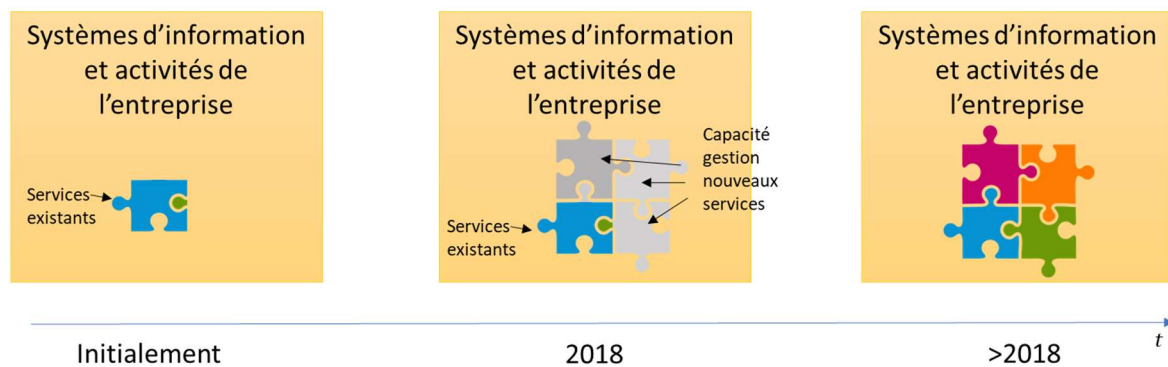 Systèmes d’information
et activités de
l’entreprise
Services
existants
Systèmes d’information
et activités de
l’entreprise
Capacité
gestion
nouveaux
services
Services
existants
Systèmes d’information
et activités de
l’entreprise
t
Initialement
2018
>2018